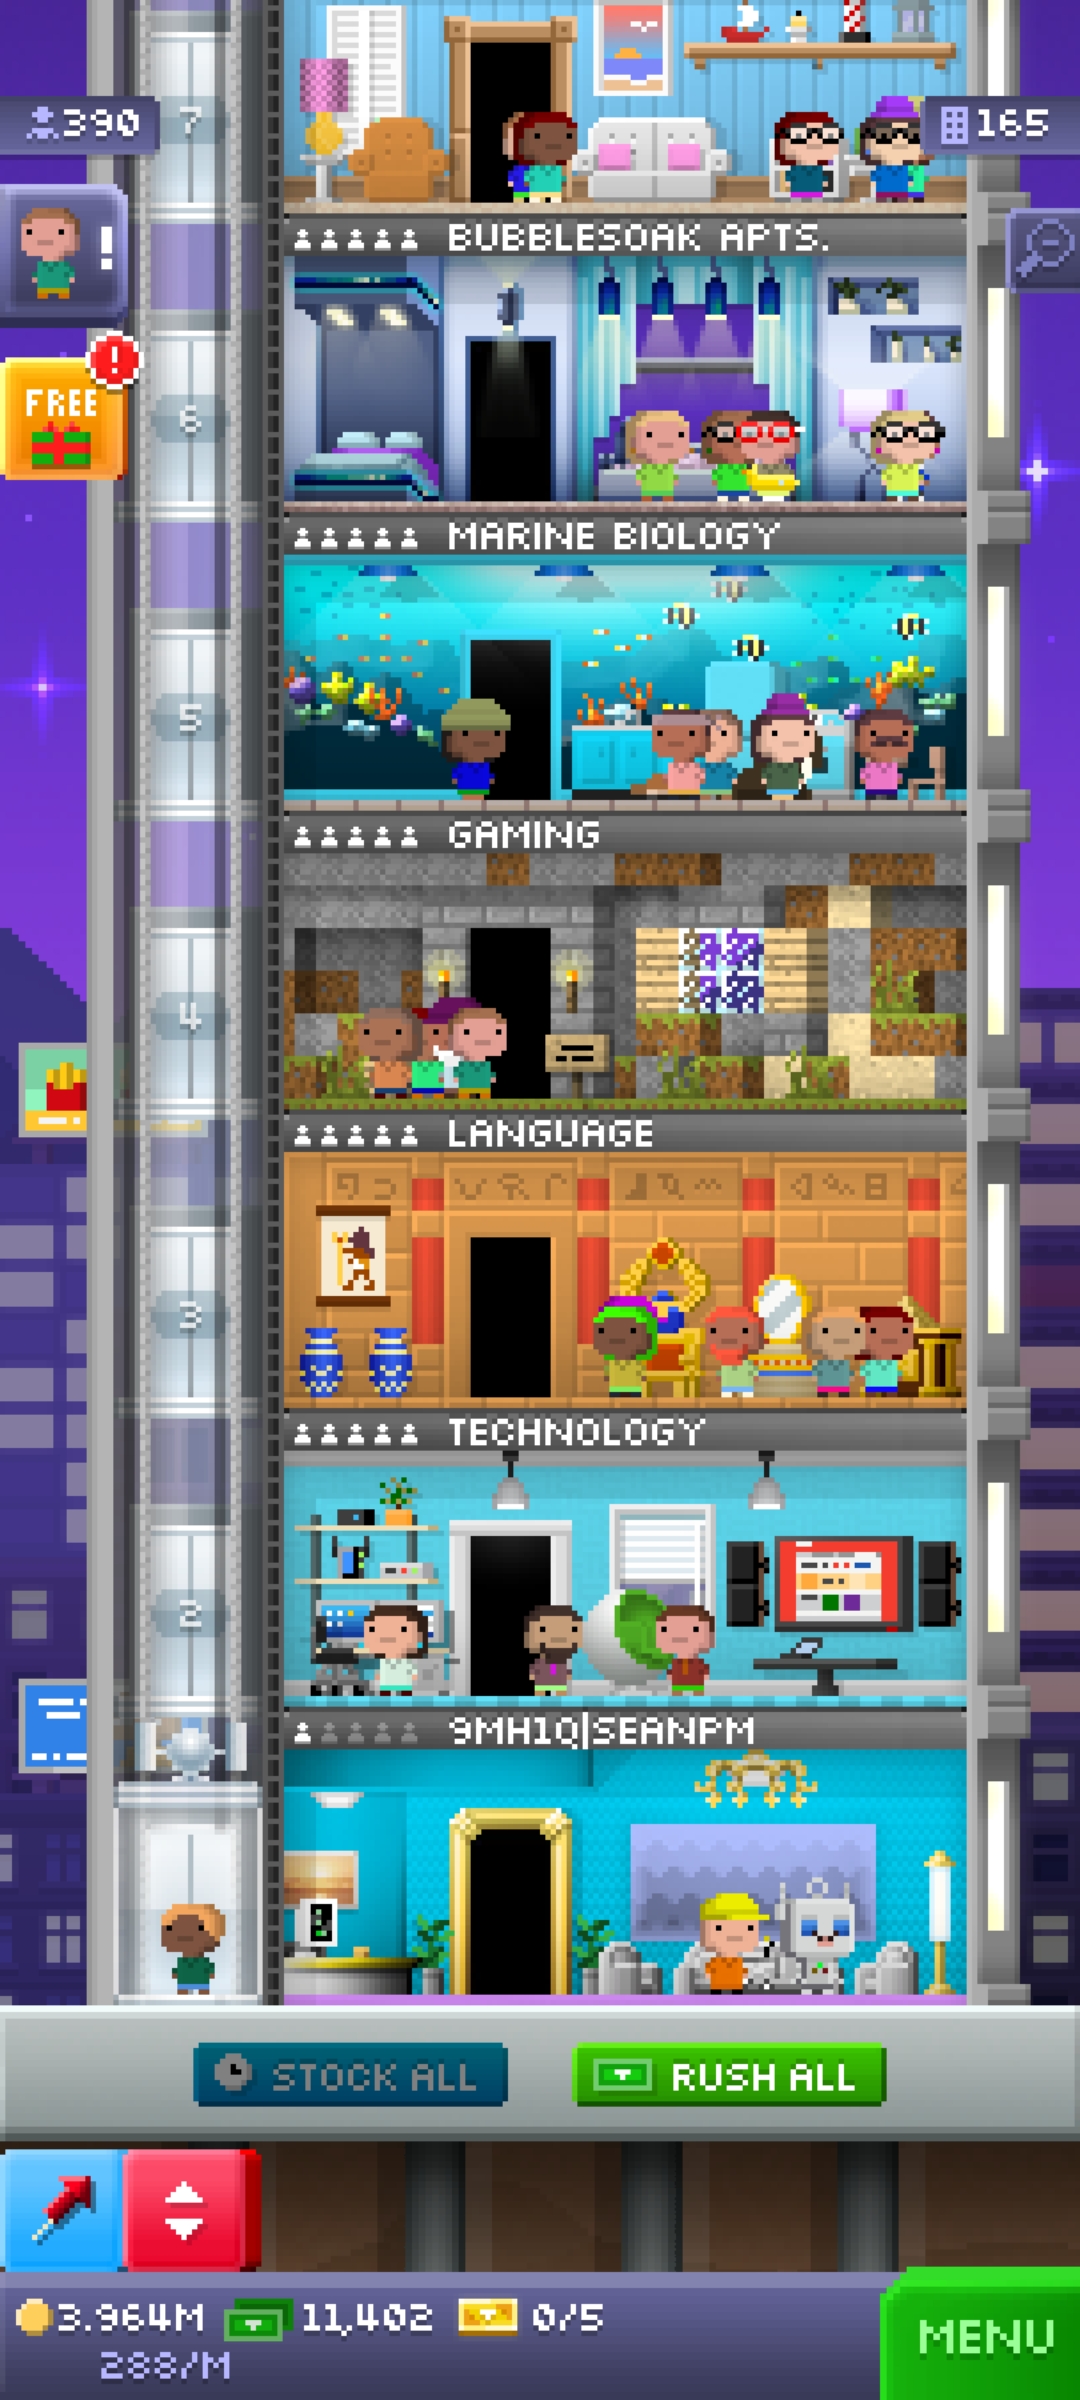 7
390
165
!
BUBBLESOAK APTS.
!
FREE
6
MARINE BIOLOGY
5
GAMING
4
LANGUAGE
3
TECHNOLOGY
2
9MH1Q|SEANPM
STOCK ALL
RUSH ALL
3.964M 11,402 0/5
288/M
MENU